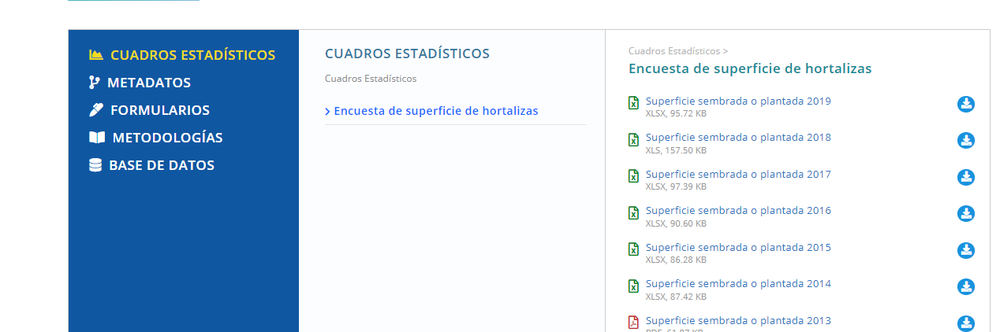 CUADROS ESTADÍSTICOS
METADATOS
FORMULARIOS
METODOLOGÍAS
BASE DE DATOS
CUADROS ESTADÍSTICOS
Cuadros Estadísticos
Encuesta de superficie de hortalizas
Cuadros Estadísticos >
Encuesta de superficie de hortalizas
Superficie sembrada o plantada 2019
XLSX, 95.72 KB
Superficie sembrada o plantada 2018
XLS, 157.50 KB
Superficie sembrada o plantada 2017
XLSX, 97.39 KB
Superficie sembrada o plantada 2016
XLSX, 90.60 KB
Superficie sembrada o plantada 2015
XLSX, 86.28 KB
Superficie sembrada o plantada 2014
XLSX, 87.42 KB
Superficie sembrada o plantada 2013